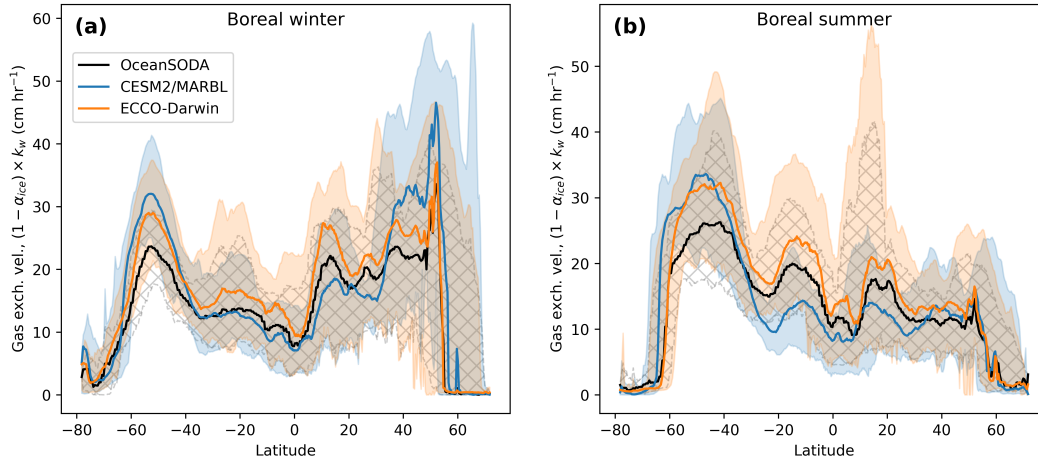 Boreal winter
(a)
OceanSODA
CESM2/MARBL
ECCO-Darwin
Gas exch. vel., (1 − α_ice) × k_w (cm hr⁻¹)
60
50
40
30
20
10
0
−80 −60 −40 −20 0 20 40 60
Latitude
Boreal summer
(b)
Gas exch. vel., (1 − α_ice) × k_w (cm hr⁻¹)
50
40
30
20
10
0
−80 −60 −40 −20 0 20 40 60
Latitude